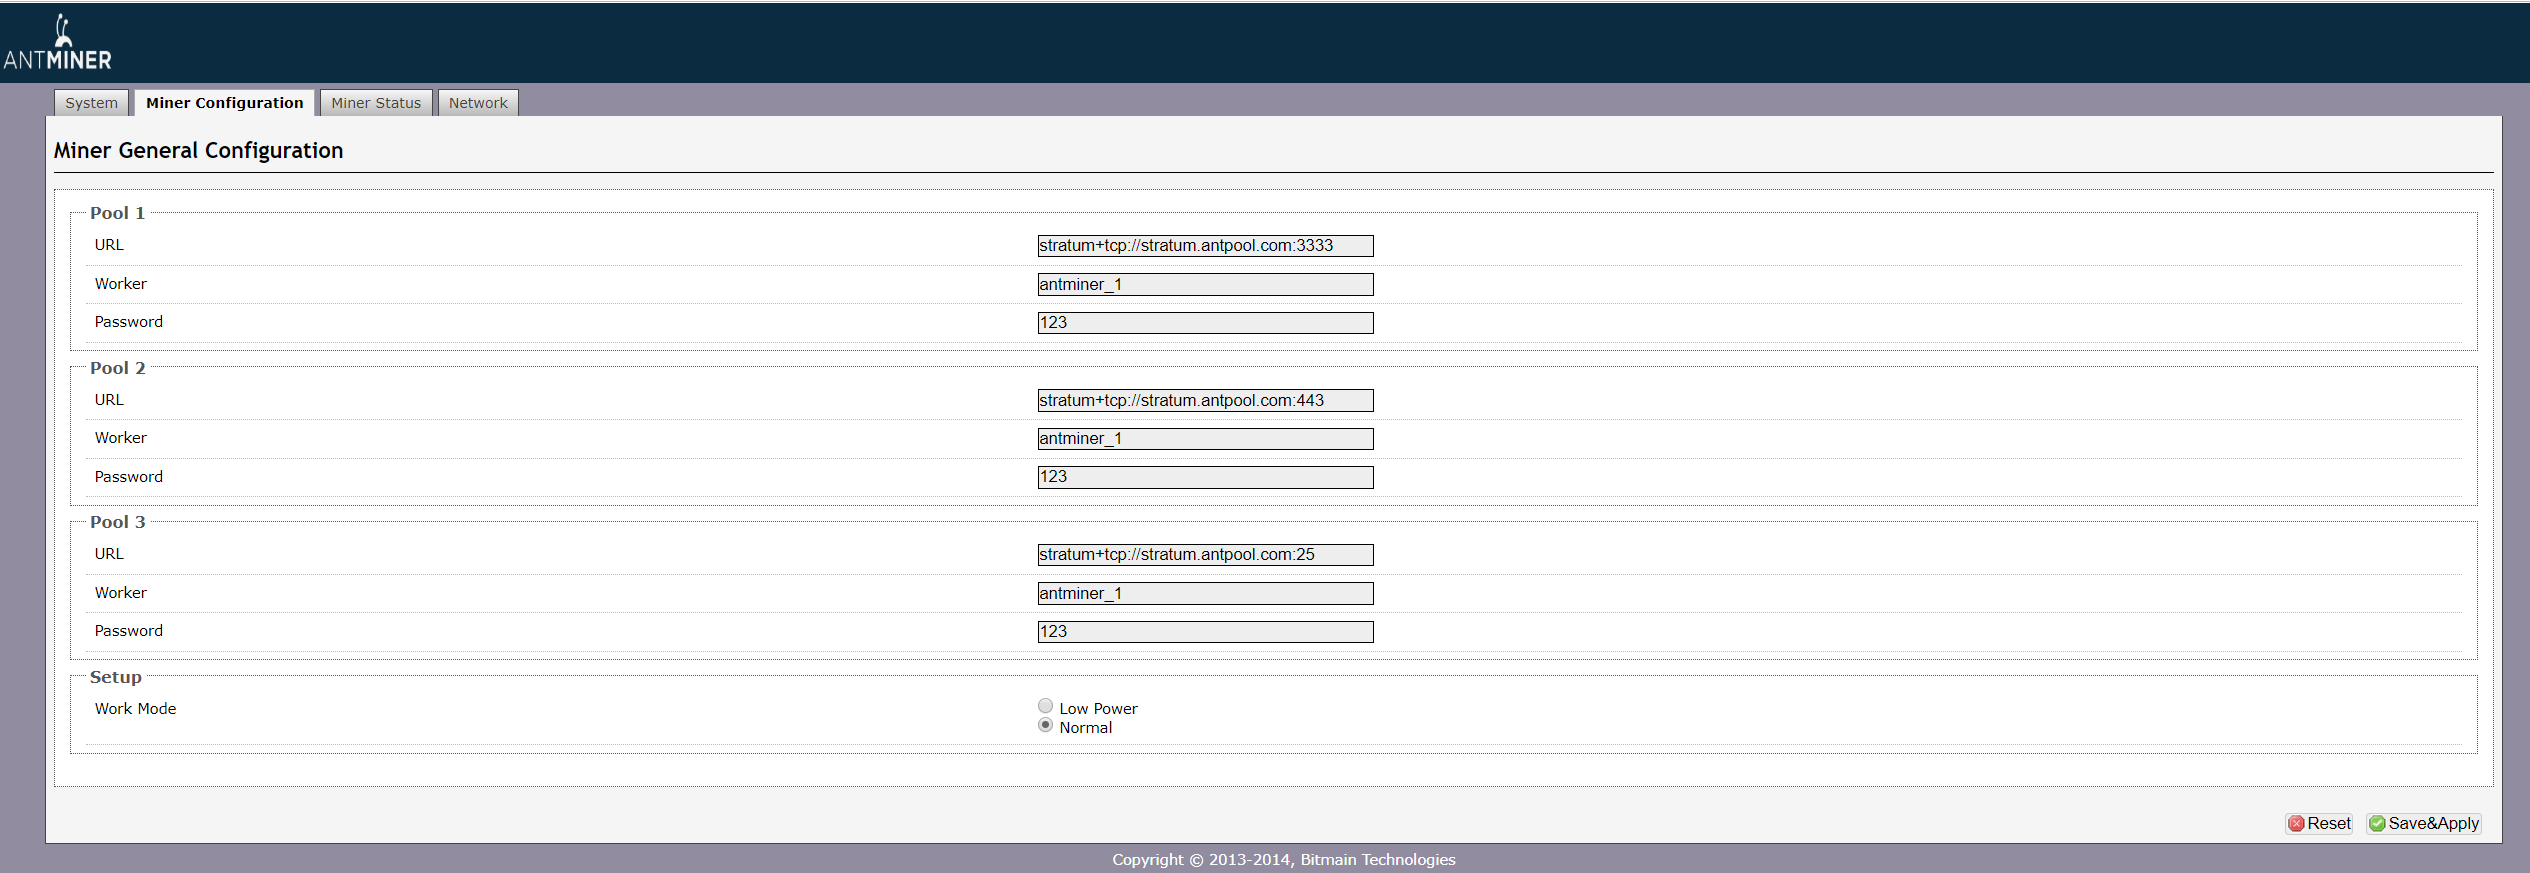 ANTMINER
System Miner Configuration Miner Status Network
Miner General Configuration
Pool 1
URL stratum+tcp://stratum.antpool.com:3333
Worker antminer_1
Password 123
Pool 2
URL stratum+tcp://stratum.antpool.com:443
Worker antminer_1
Password 123
Pool 3
URL stratum+tcp://stratum.antpool.com:25
Worker antminer_1
Password 123
Setup
Work Mode Low Power
Normal
Reset Save&Apply
Copyright © 2013-2014, Bitmain Technologies